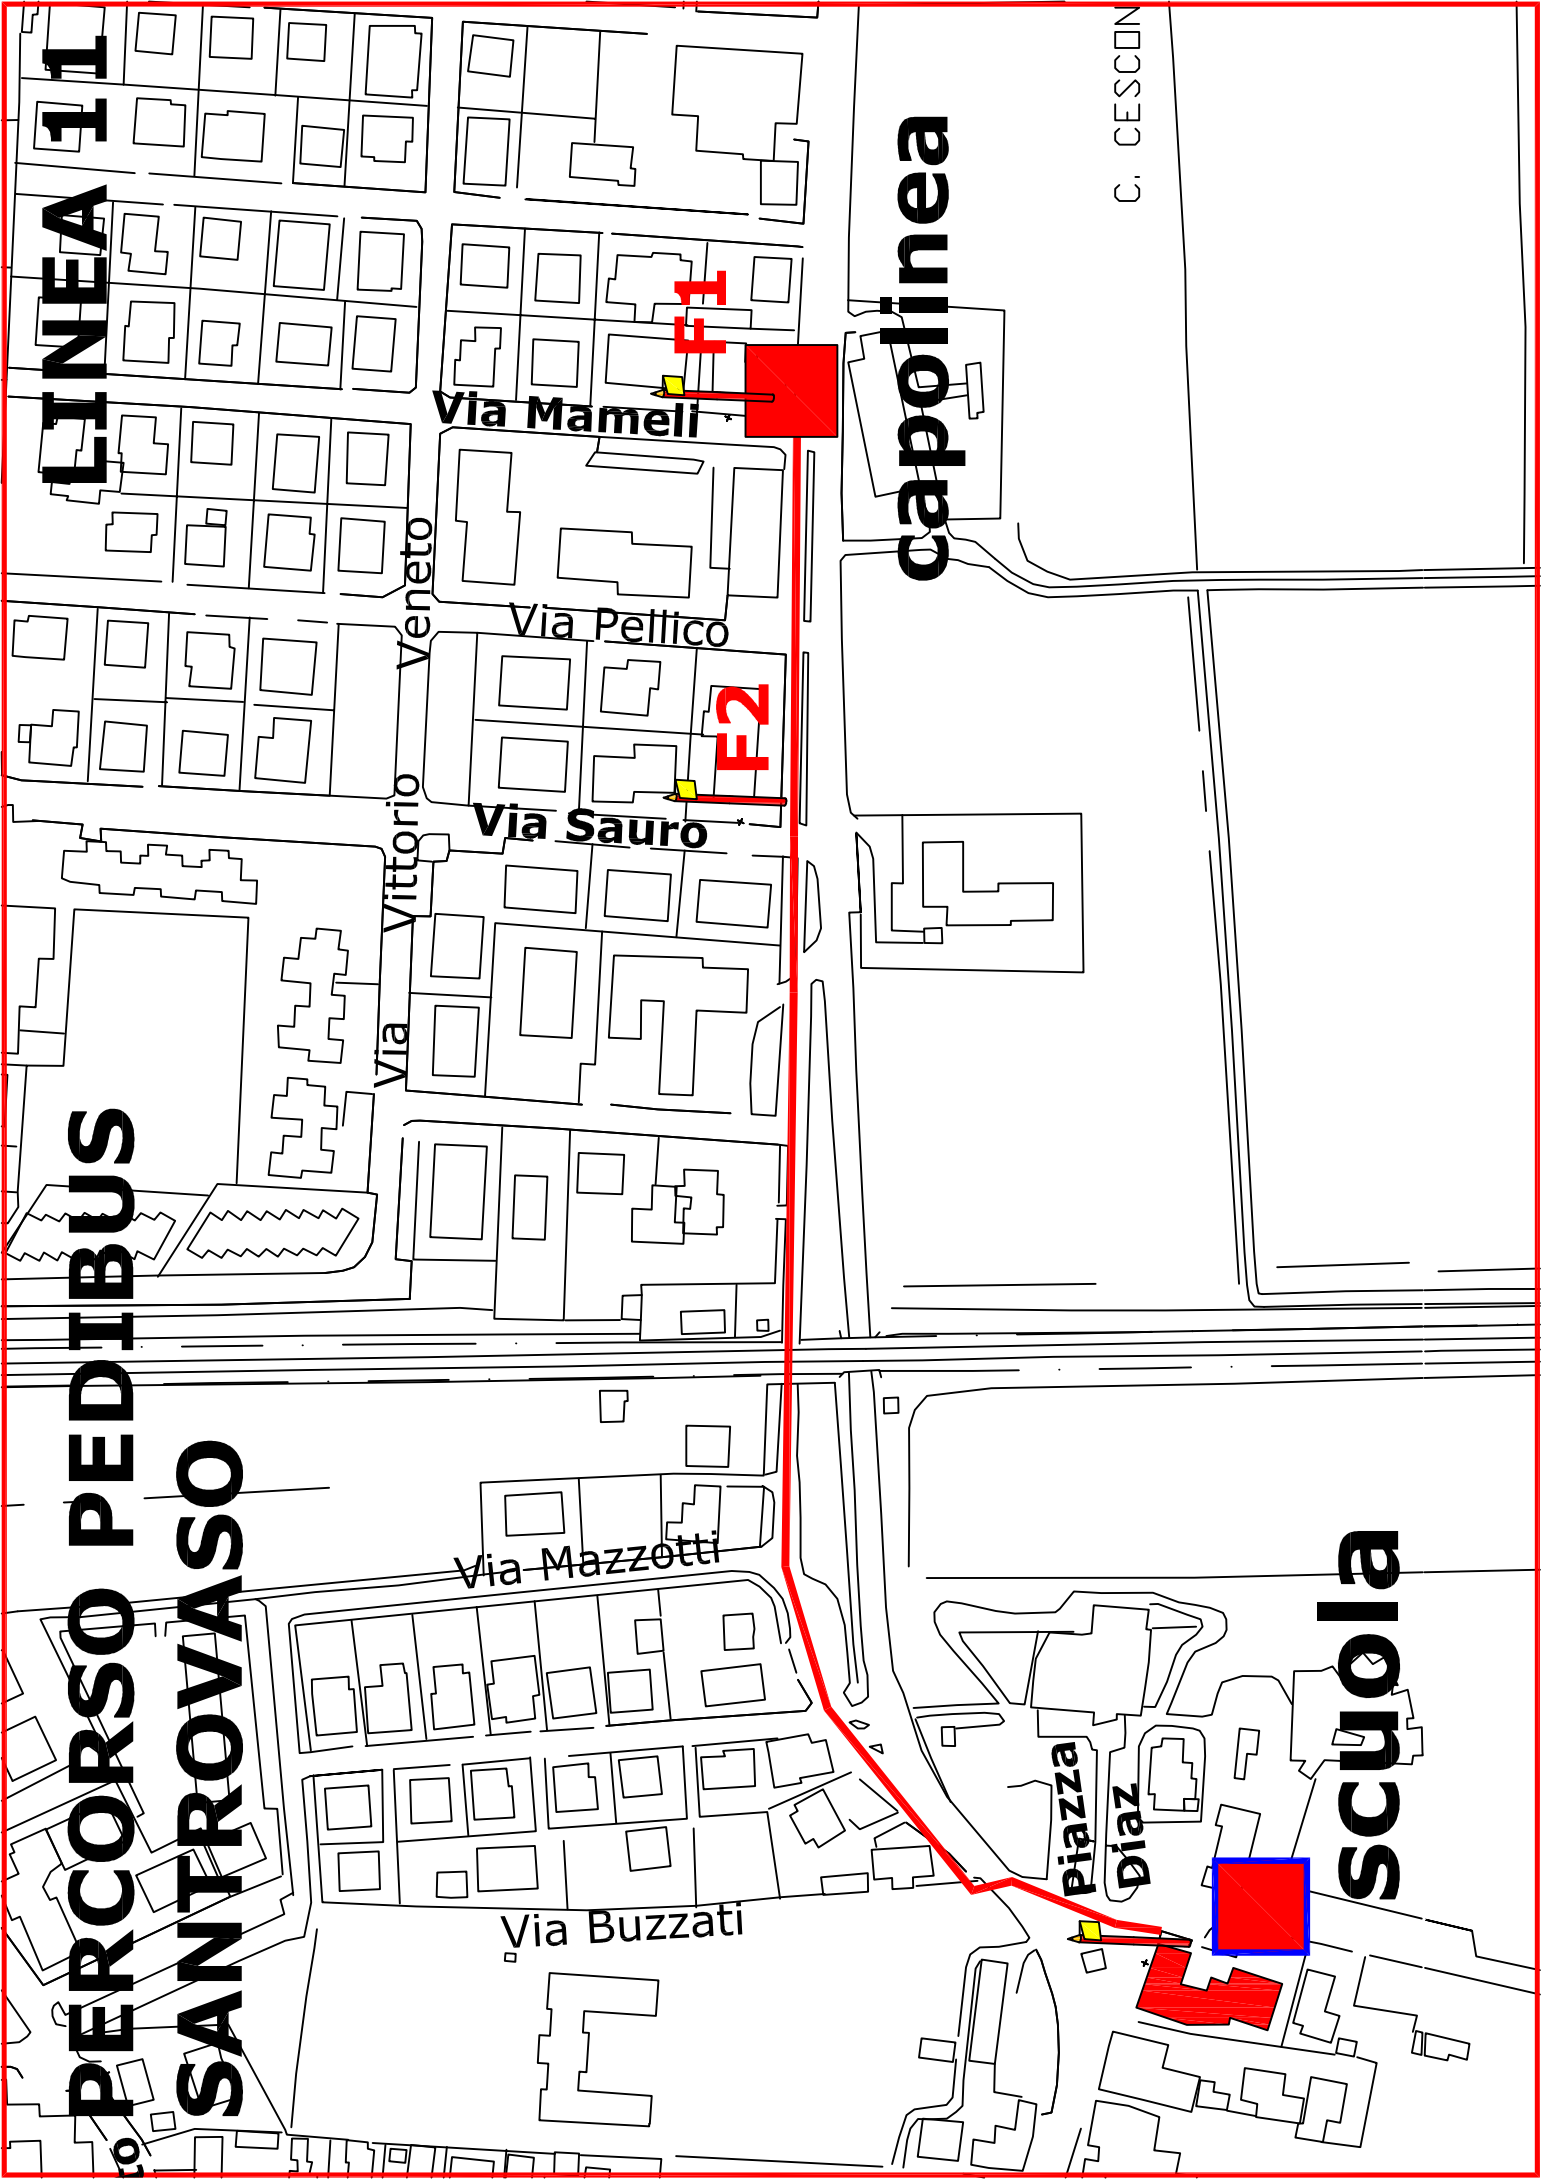 LINEA 11
PERCORSO PEDIBUS
SANTROVASO
C. CESCON
capolinea
F1
Via Mameli
Via Pellico
F2
Via Sauro
Via Vittorio Veneto
Via Mazzotti
Via Buzzati
Piazza
Diaz
scuola
to